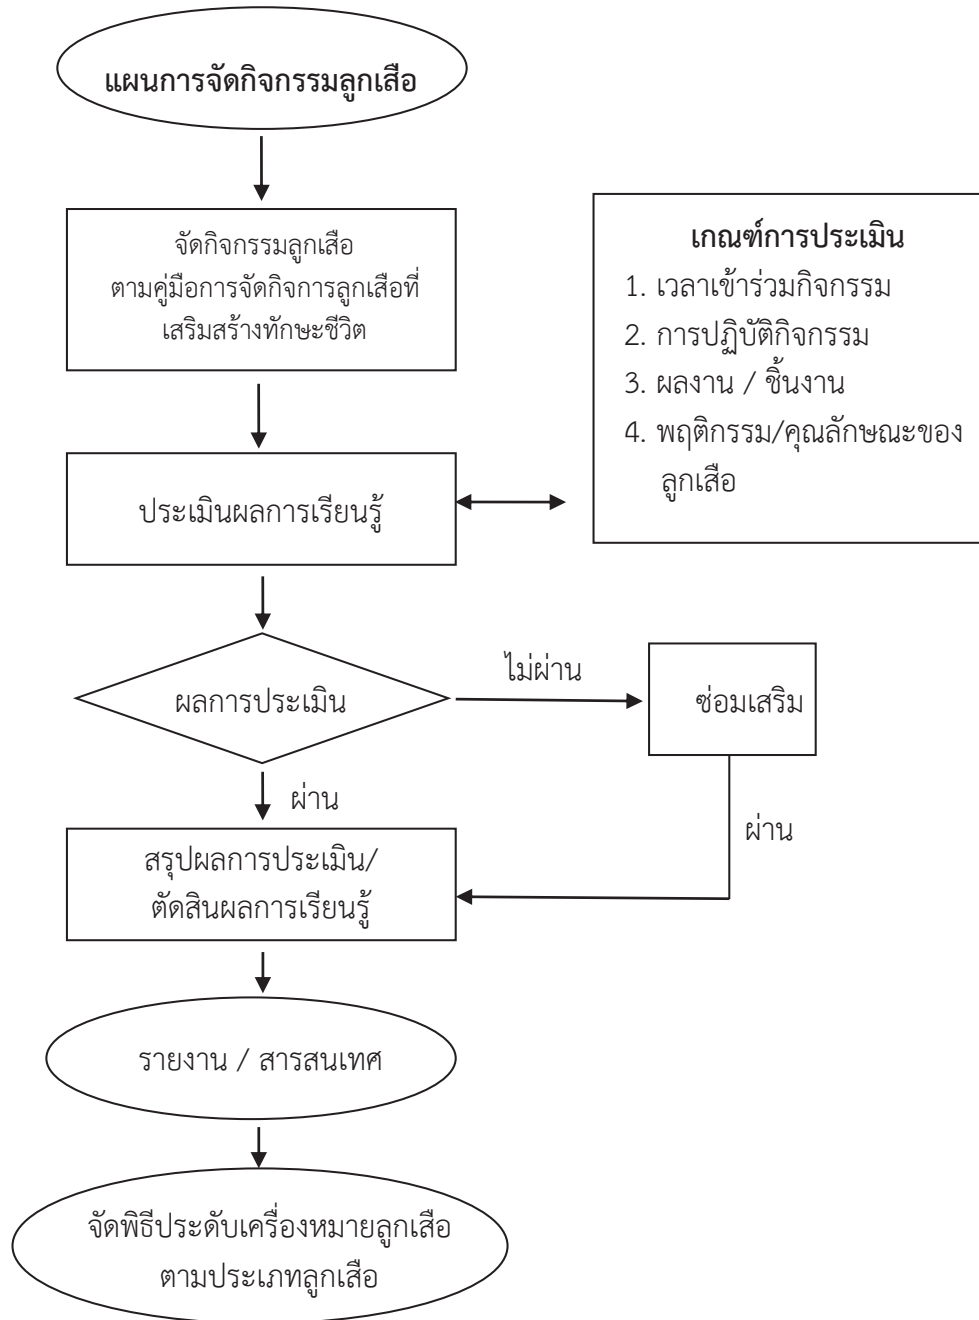 แผนการจัดกิจกรรมลูกเสือ
จัดกิจกรรมลูกเสือ
ตามคู่มือการจัดกิจการลูกเสือที่
เสริมสร้างทักษะชีวิต
เกณฑ์การประเมิน
1. เวลาเข้าร่วมกิจกรรม
2. การปฏิบัติกิจกรรม
3. ผลงาน / ชิ้นงาน
4. พฤติกรรม/คุณลักษณะของ
ลูกเสือ
ประเมินผลการเรียนรู้
ผลการประเมิน
ไม่ผ่าน
ซ่อมเสริม
ผ่าน
ผ่าน
สรุปผลการประเมิน/
ตัดสินผลการเรียนรู้
รายงาน / สารสนเทศ
จัดพิธีประดับเครื่องหมายลูกเสือ
ตามประเภทลูกเสือ